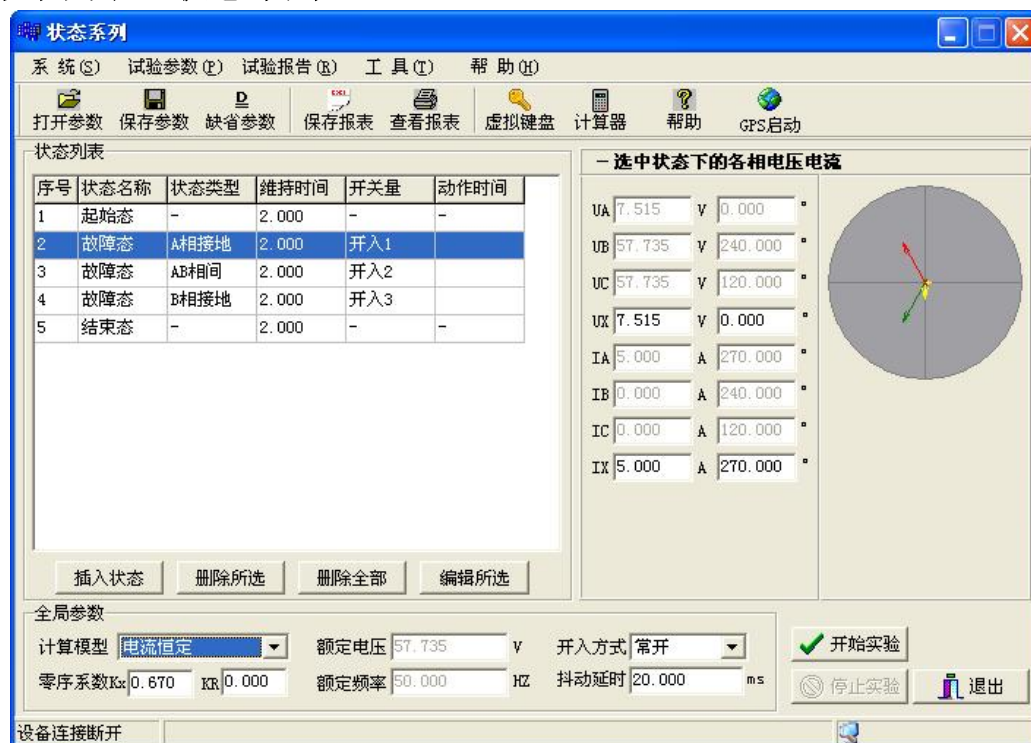 状态系列
系 统(S) 试验参数(P) 试验报告(R) 工 具(T) 帮 助(H)
打开参数 保存参数 缺省参数 保存报表 查看报表 虚拟键盘 计算器 帮助 GPS启动
状态列表
序号 状态名称 状态类型 維持时间 开关量 动作时间
1 起始态 - 2.000 - -
2 故障态 A相接地 2.000 开入1
3 故障态 AB相间 2.000 开入2
4 故障态 B相接地 2.000 开入3
5 结束态 - 2.000 - -
插入状态 删除所选 删除全部 编辑所选
－选中状态下的各相电压电流
UA 7.515 V 0.000 °
UB 57.735 V 240.000 °
UC 57.735 V 120.000 °
UX 7.515 V 0.000 °
IA 5.000 A 270.000 °
IB 0.000 A 240.000 °
IC 0.000 A 120.000 °
IX 5.000 A 270.000 °
全局参数
计算模型 电流恒定 额定电压 57.735 V 开入方式 常开
零序系数Kx 0.670 KR 0.000 额定频率 50.000 HZ 抖动延时 20.000 ms
开始实验
停止实验 退出
设备连接断开